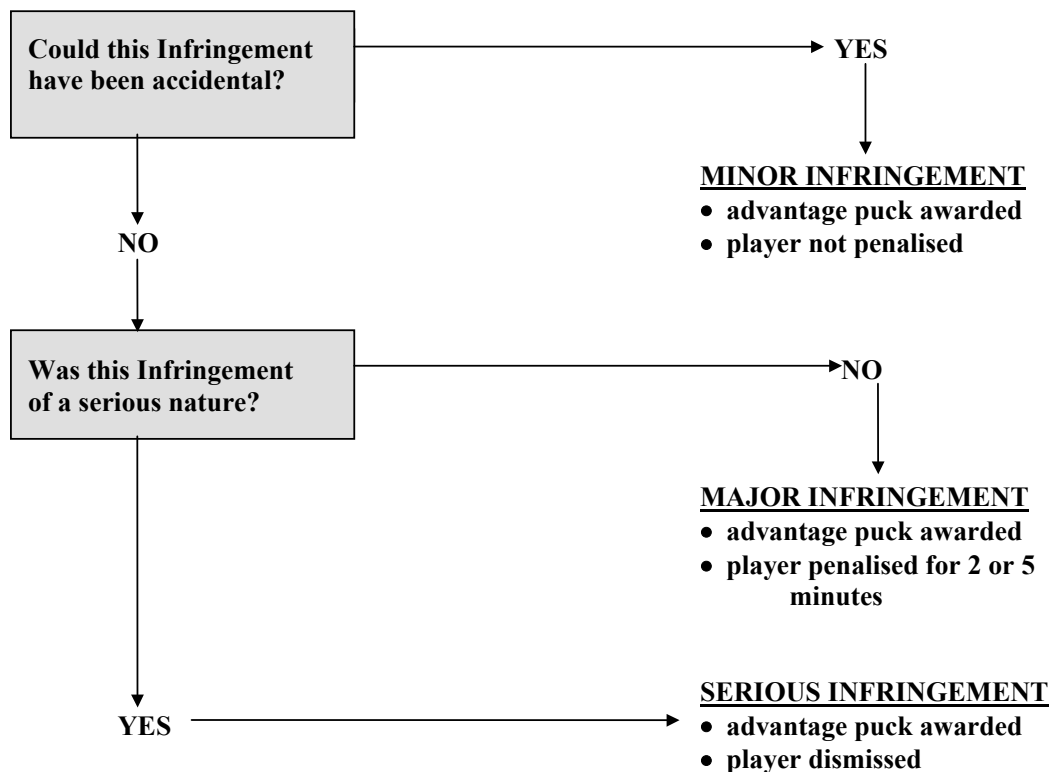 Could this Infringement
have been accidental?
YES
MINOR INFRINGEMENT
• advantage puck awarded
• player not penalised
NO
Was this Infringement
of a serious nature?
NO
MAJOR INFRINGEMENT
• advantage puck awarded
• player penalised for 2 or 5
minutes
YES
SERIOUS INFRINGEMENT
• advantage puck awarded
• player dismissed